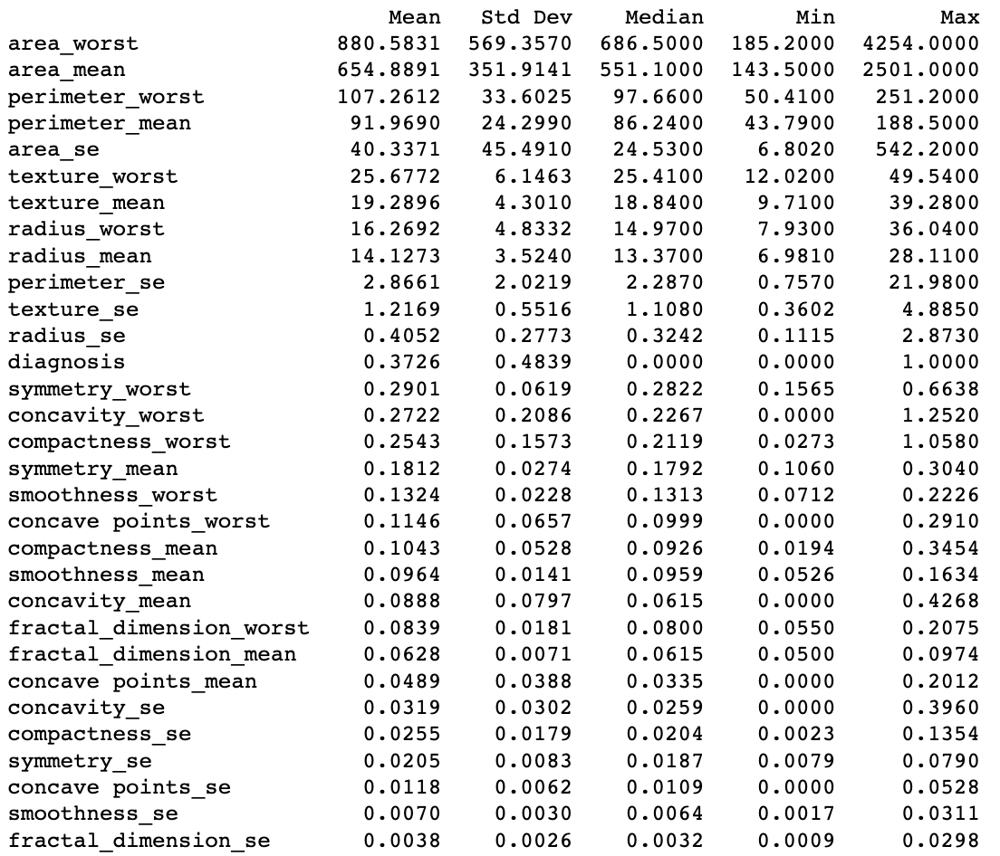 Mean Std Dev Median Min Max
area_worst 880.5831 569.3570 686.5000 185.2000 4254.0000
area_mean 654.8891 351.9141 551.1000 143.5000 2501.0000
perimeter_worst 107.2612 33.6025 97.6600 50.4100 251.2000
perimeter_mean 91.9690 24.2990 86.2400 43.7900 188.5000
area_se 40.3371 45.4910 24.5300 6.8020 542.2000
texture_worst 25.6772 6.1463 25.4100 12.0200 49.5400
texture_mean 19.2896 4.3010 18.8400 9.7100 39.2800
radius_worst 16.2692 4.8332 14.9700 7.9300 36.0400
radius_mean 14.1273 3.5240 13.3700 6.9810 28.1100
perimeter_se 2.8661 2.0219 2.2870 0.7570 21.9800
texture_se 1.2169 0.5516 1.1080 0.3602 4.8850
radius_se 0.4052 0.2773 0.3242 0.1115 2.8730
diagnosis 0.3726 0.4839 0.0000 0.0000 1.0000
symmetry_worst 0.2901 0.0619 0.2822 0.1565 0.6638
concavity_worst 0.2722 0.2086 0.2267 0.0000 1.2520
compactness_worst 0.2543 0.1573 0.2119 0.0273 1.0580
symmetry_mean 0.1812 0.0274 0.1792 0.1060 0.3040
smoothness_worst 0.1324 0.0228 0.1313 0.0712 0.2226
concave points_worst 0.1146 0.0657 0.0999 0.0000 0.2910
compactness_mean 0.1043 0.0528 0.0926 0.0194 0.3454
smoothness_mean 0.0964 0.0141 0.0959 0.0526 0.1634
concavity_mean 0.0888 0.0797 0.0615 0.0000 0.4268
fractal_dimension_worst 0.0839 0.0181 0.0800 0.0550 0.2075
fractal_dimension_mean 0.0628 0.0071 0.0615 0.0500 0.0974
concave points_mean 0.0489 0.0388 0.0335 0.0000 0.2012
concavity_se 0.0319 0.0302 0.0259 0.0000 0.3960
compactness_se 0.0255 0.0179 0.0204 0.0023 0.1354
symmetry_se 0.0205 0.0083 0.0187 0.0079 0.0790
concave points_se 0.0118 0.0062 0.0109 0.0000 0.0528
smoothness_se 0.0070 0.0030 0.0064 0.0017 0.0311
fractal_dimension_se 0.0038 0.0026 0.0032 0.0009 0.0298